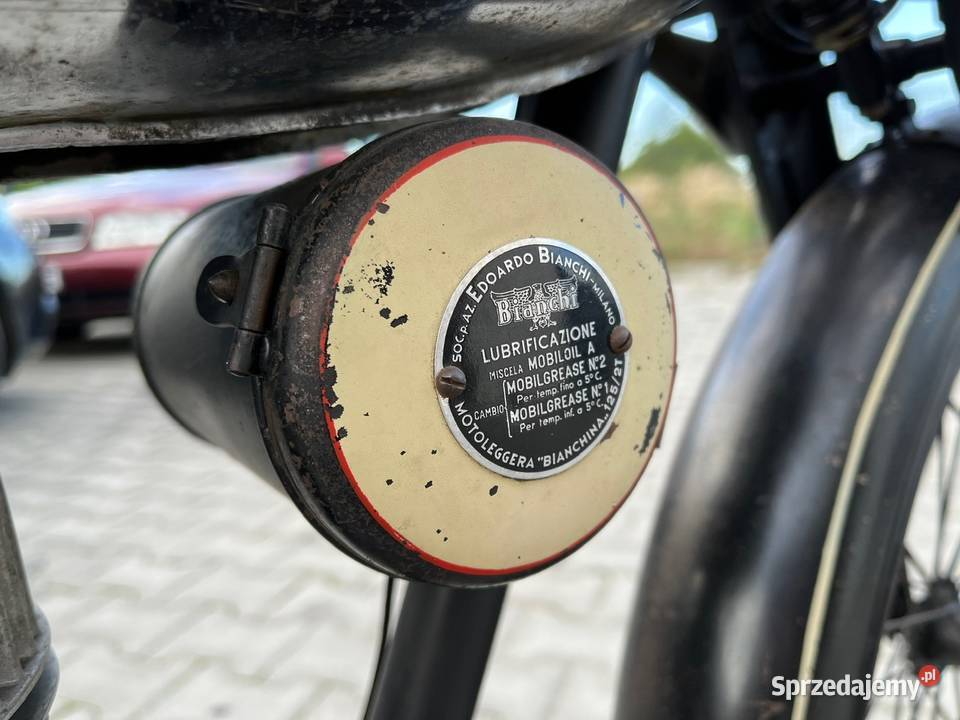 SOC.P.AZ. EDOARDO BIANCHI-MILANO
Bianchi
LUBRIFICAZIONE
MISCELA MOBILOIL A
CAMBIO
MOBILGREASE N:2
Per temp. fino a 5° C.
MOBILGREASE N:1
Per temp. inf. a 5° C.
MOTOLEGGERA "BIANCHINA" 125/2T
Sprzedajemy.pl